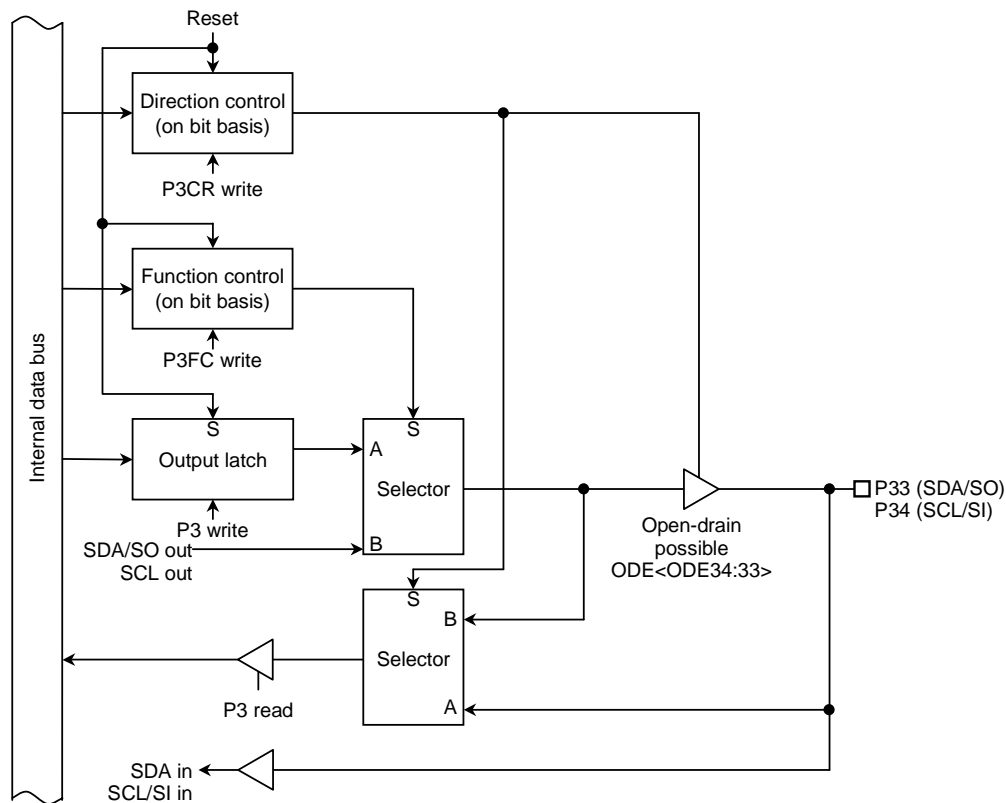 Reset
Direction control
(on bit basis)
P3CR write
Function control
(on bit basis)
P3FC write
Internal data bus
S
Output latch
P3 write
SDA/SO out
SCL out
S
A
Selector
B
P33 (SDA/SO)
P34 (SCL/SI)
Open-drain
possible
ODE<ODE34:33>
S
B
Selector
A
P3 read
SDA in
SCL/SI in